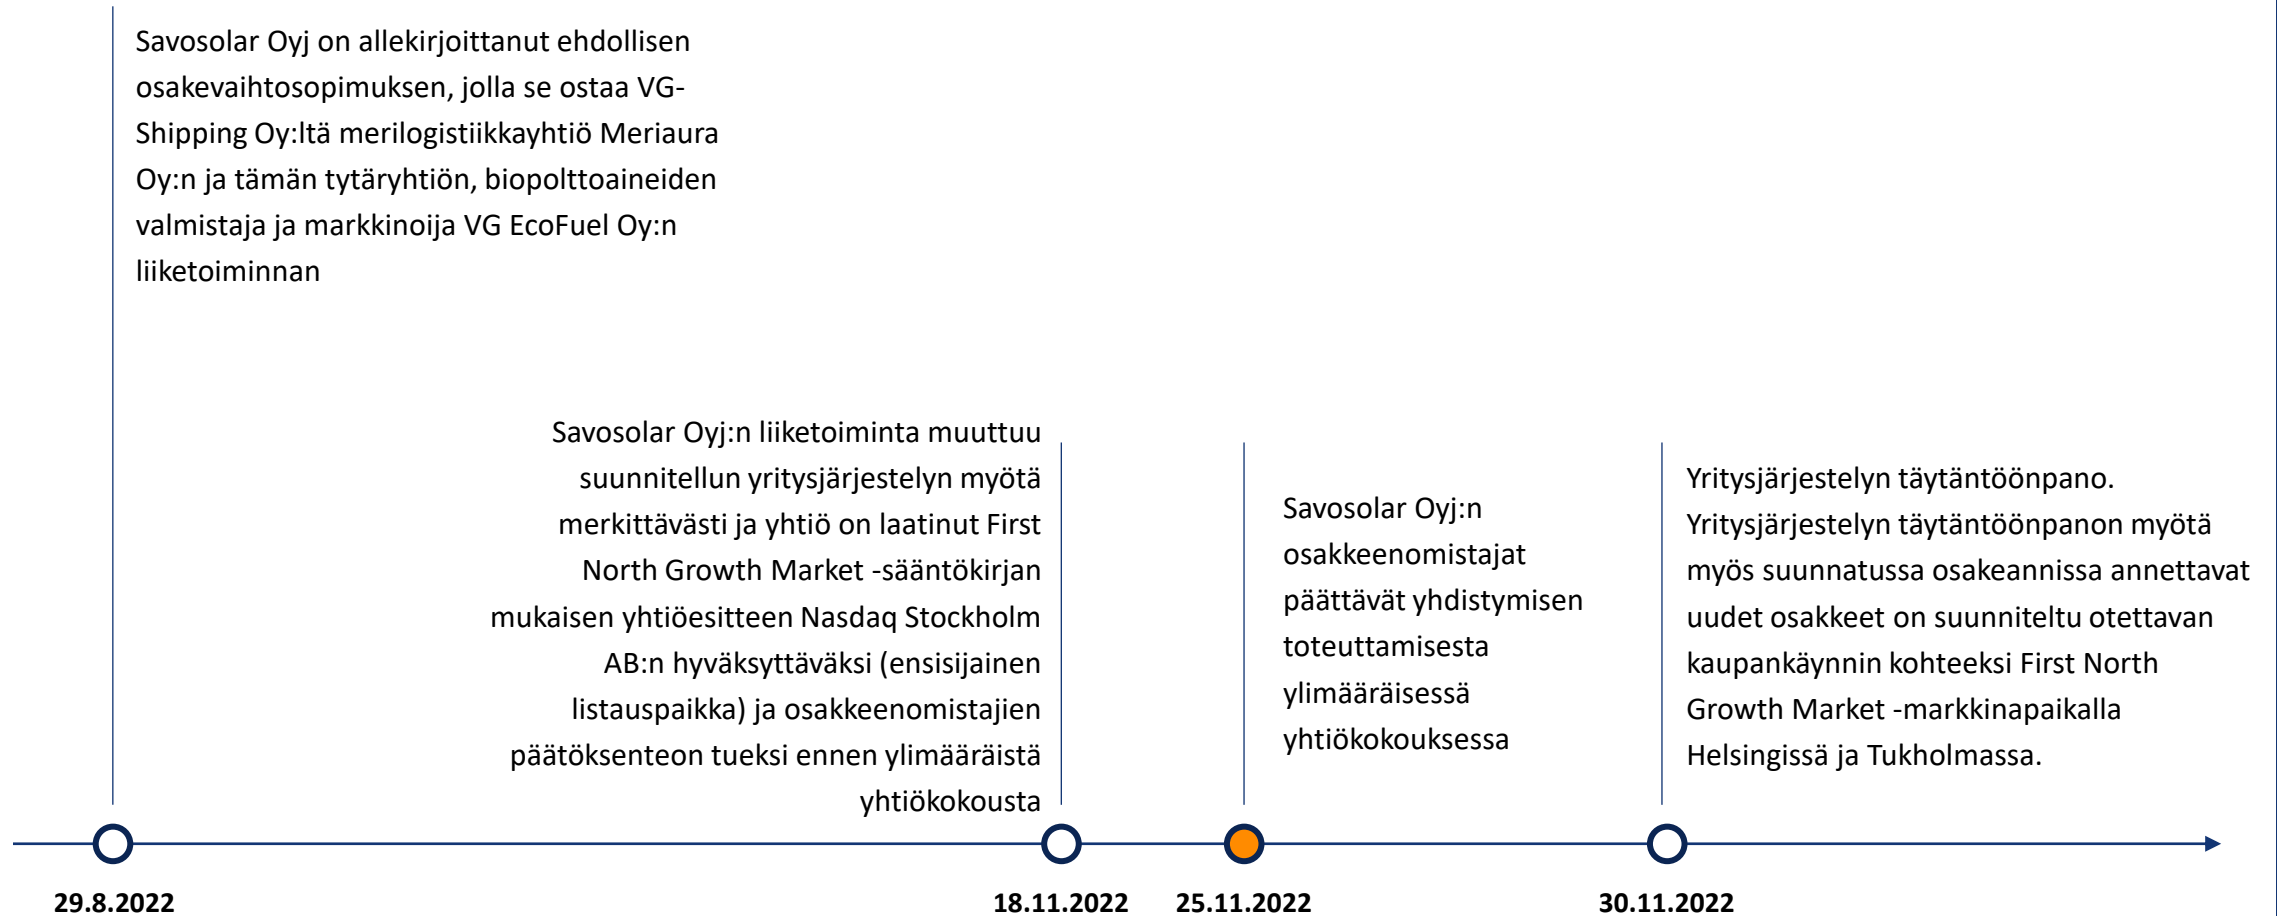 Savosolar Oyj on allekirjoittanut ehdollisen
osakevaihtosopimuksen, jolla se ostaa VG-
Shipping Oy:ltä merilogistiikkayhtiö Meriaura
Oy:n ja tämän tytäryhtiön, biopolttoaineiden
valmistaja ja markkinoija VG EcoFuel Oy:n
liiketoiminnan
Savosolar Oyj:n liiketoiminta muuttuu
suunnitellun yritysjärjestelyn myötä
merkittävästi ja yhtiö on laatinut First
North Growth Market -sääntökirjan
mukaisen yhtiöesitteen Nasdaq Stockholm
AB:n hyväksyttäväksi (ensisijainen
listauspaikka) ja osakkeenomistajien
päätöksenteon tueksi ennen ylimääräistä
yhtiökokousta
Savosolar Oyj:n
osakkeenomistajat
päättävät yhdistymisen
toteuttamisesta
ylimääräisessä
yhtiökokouksessa
Yritysjärjestelyn täytäntöönpano.
Yritysjärjestelyn täytäntöönpanon myötä
myös suunnatussa osakeannissa annettavat
uudet osakkeet on suunniteltu otettavan
kaupankäynnin kohteeksi First North
Growth Market -markkinapaikalla
Helsingissä ja Tukholmassa.
29.8.2022
18.11.2022
25.11.2022
30.11.2022